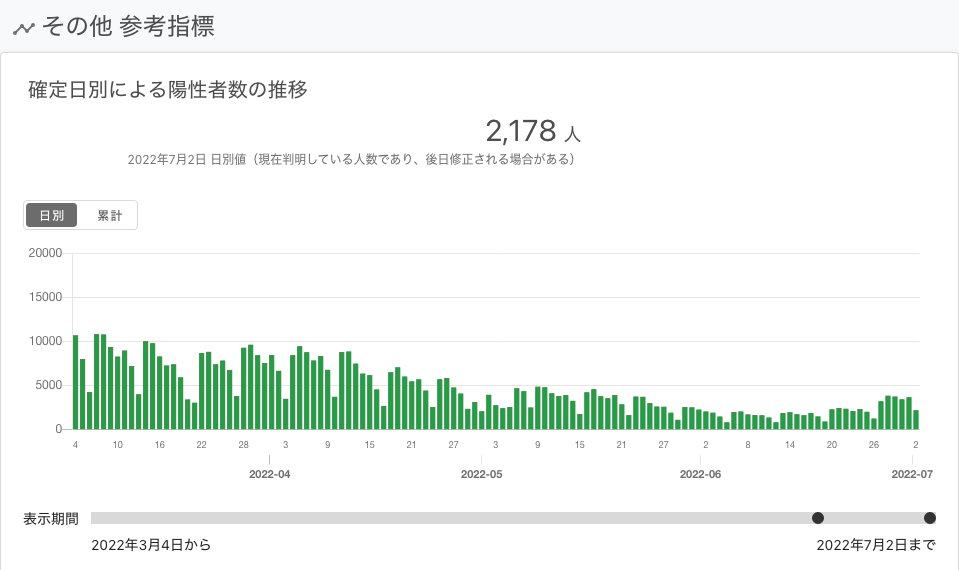 その他 参考指標
確定日別による陽性者数の推移
2,178 人
2022年7月2日 日別値（現在判明している人数であり、後日修正される場合がある）
日別 累計
20000
15000
10000
5000
0
4 10 16 22 28 3 9 15 21 27 3 9 15 21 27 2 8 14 20 26 2
2022-04 2022-05 2022-06 2022-07
表示期間
2022年3月4日から 2022年7月2日まで